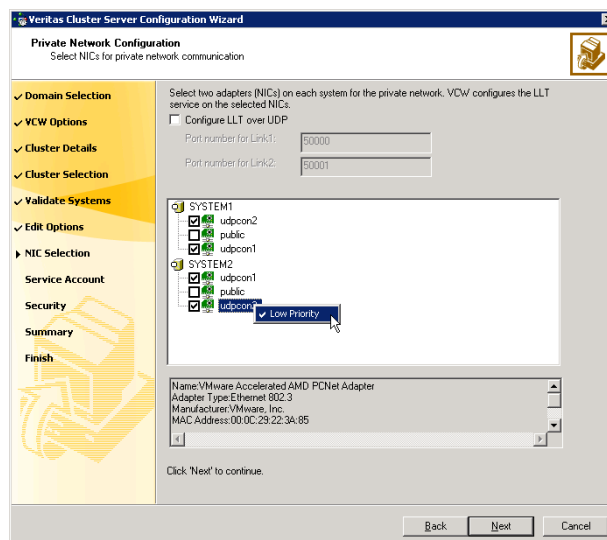 Veritas Cluster Server Configuration Wizard
Private Network Configuration
Select NICs for private network communication
Domain Selection
VCW Options
Cluster Details
Cluster Selection
Validate Systems
Edit Options
NIC Selection
Service Account
Security
Summary
Finish
Select two adapters (NICs) on each system for the private network. VCW configures the LLT
service on the selected NICs.
Configure LLT over UDP
Port number for Link1:
50000
Port number for Link2:
50001
SYSTEM1
udpcon2
public
udpcon1
SYSTEM2
udpcon1
public
udpcon
Low Priority
Name:VMware Accelerated AMD PCNet Adapter
Adapter Type:Ethernet 802.3
Manufacturer:VMware, Inc.
MAC Address:00:0C:29:22:3A:85
Click 'Next' to continue.
Back
Next
Cancel